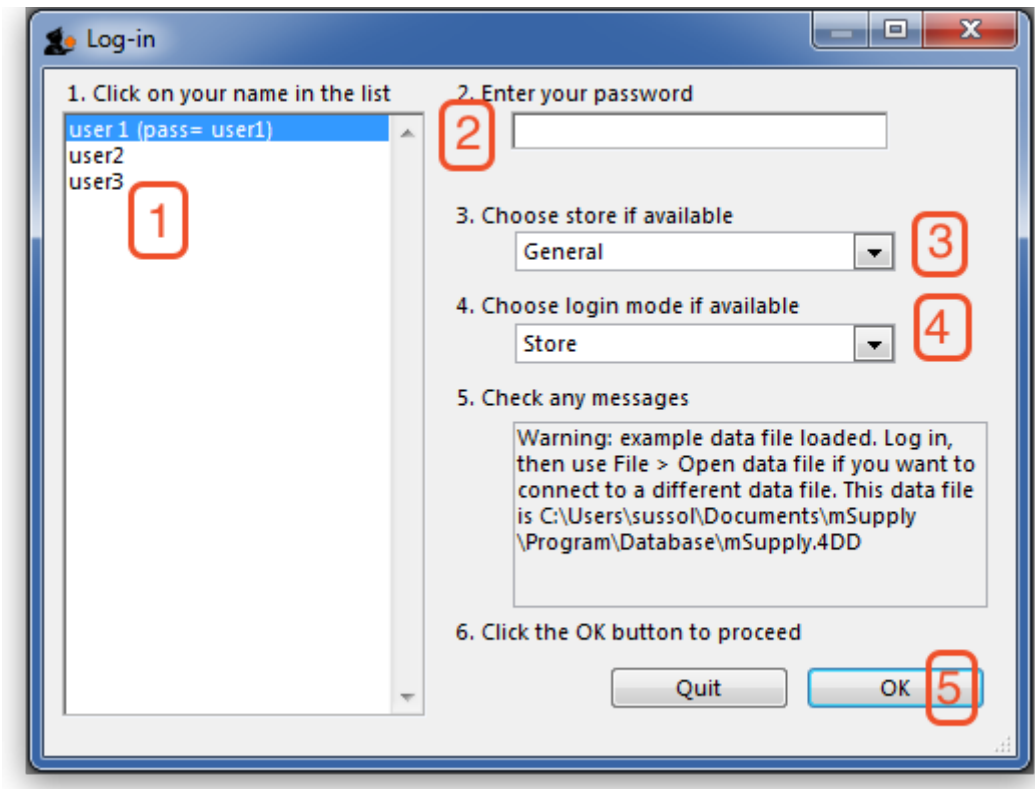 Log-in
1. Click on your name in the list
user 1 (pass= user1)
user2
user3
1
2. Enter your password
2
3. Choose store if available
General
3
4. Choose login mode if available
Store
4
5. Check any messages
Warning: example data file loaded. Log in,
then use File > Open data file if you want to
connect to a different data file. This data file
is C:\Users\sussol\Documents\mSupply
\Program\Database\mSupply.4DD
6. Click the OK button to proceed
Quit
OK
5